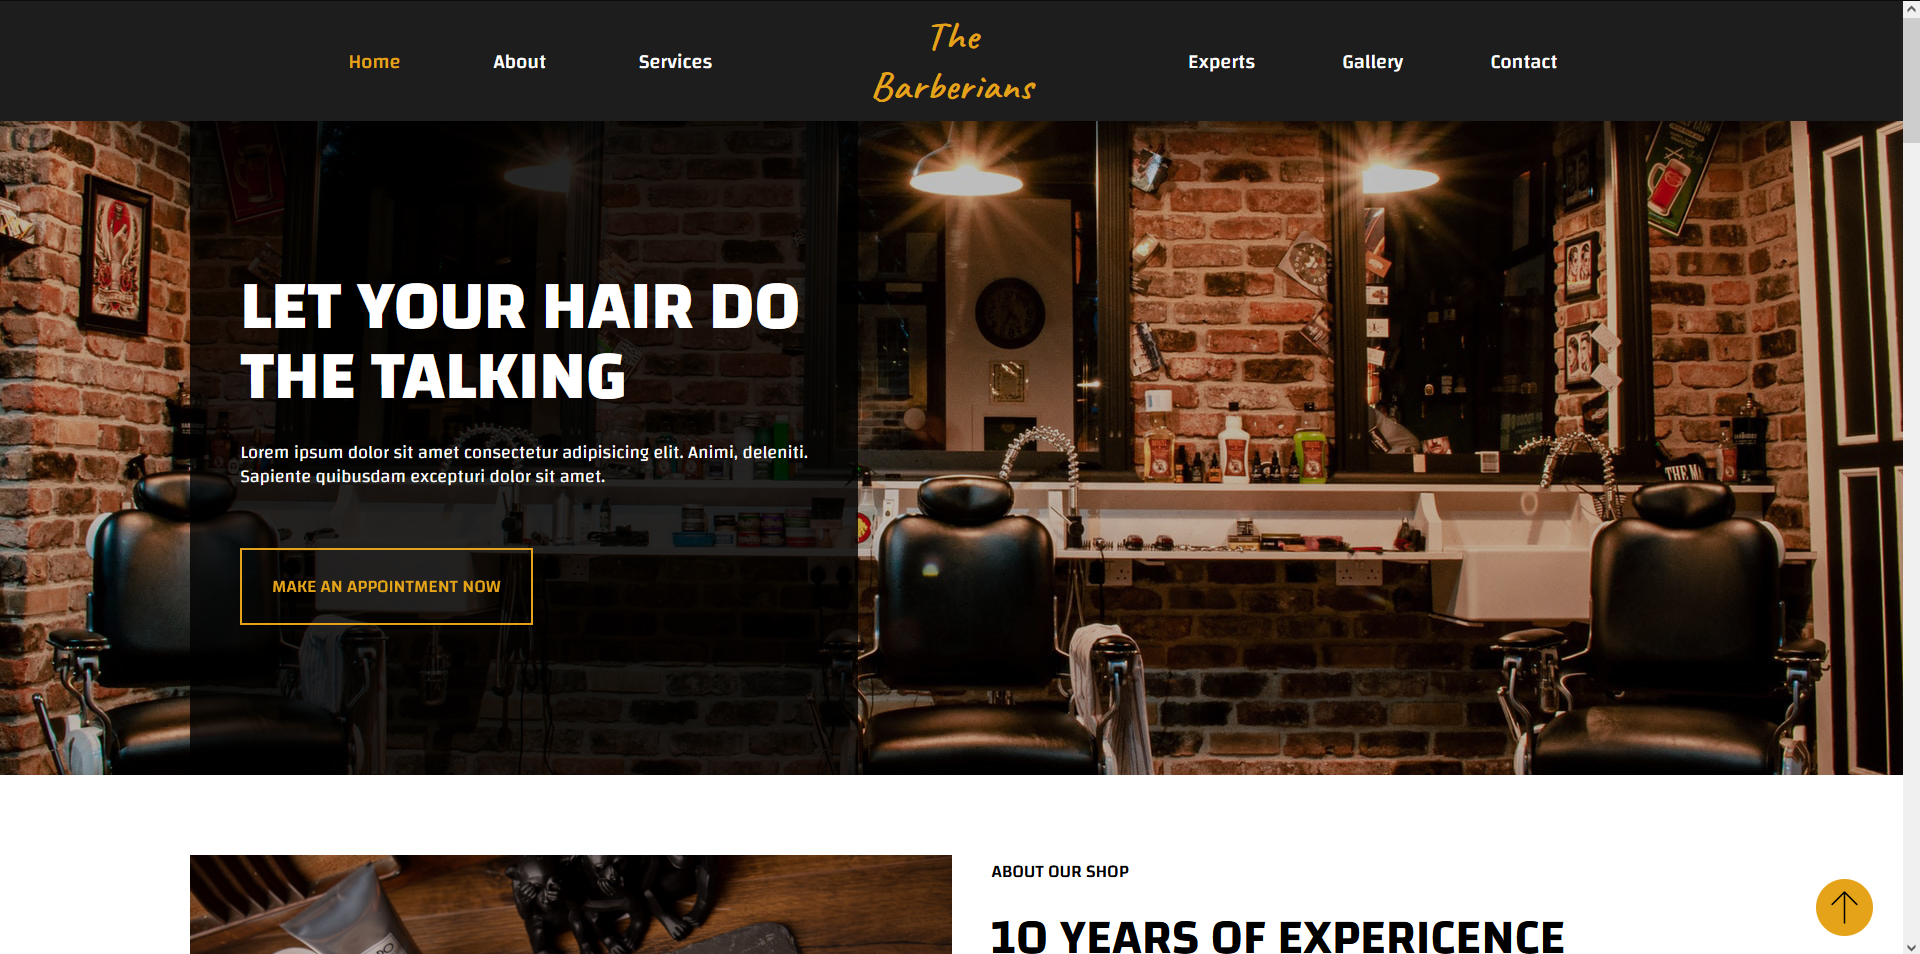 Home
About
Services
The
Barberians
Experts
Gallery
Contact
LET YOUR HAIR DO
THE TALKING
Lorem ipsum dolor sit amet consectetur adipisicing elit. Animi, deleniti.
Sapiente quibusdam excepturi dolor sit amet.
MAKE AN APPOINTMENT NOW
ABOUT OUR SHOP
10 YEARS OF EXPERICENCE